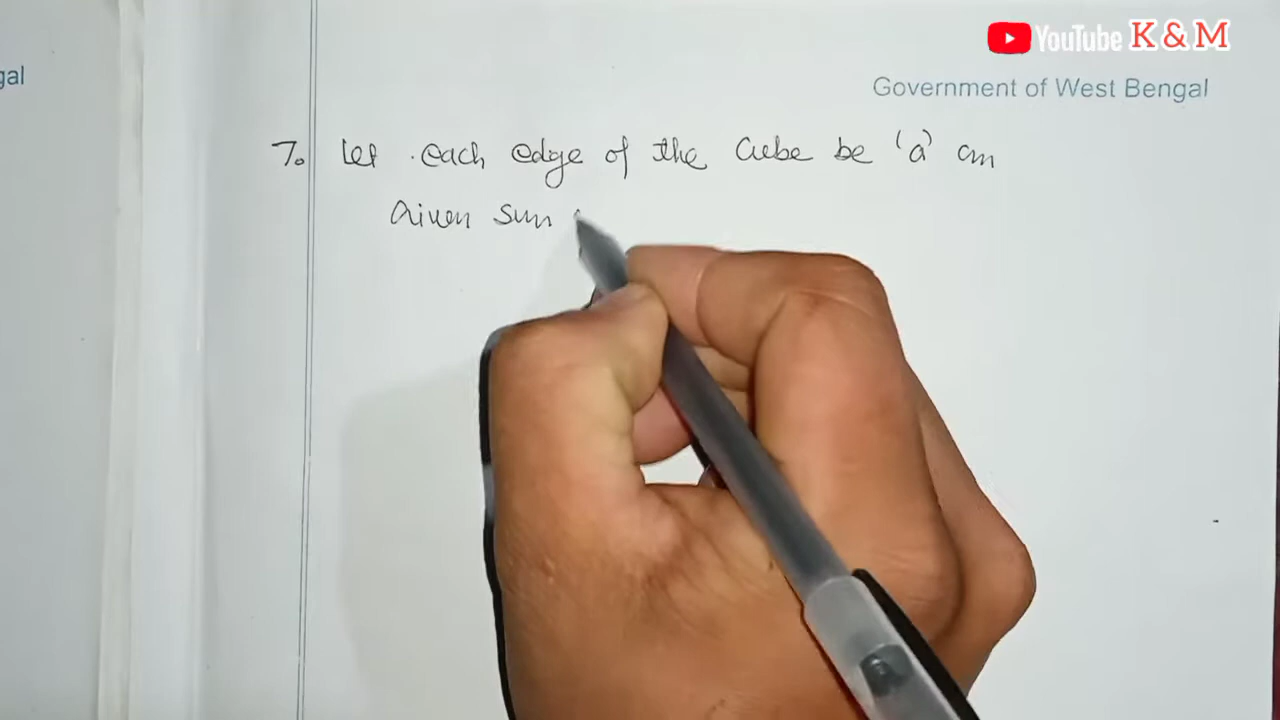 YouTube K & M
gal
Government of West Bengal
7. Let each edge of the cube be 'a' cm
Given sum